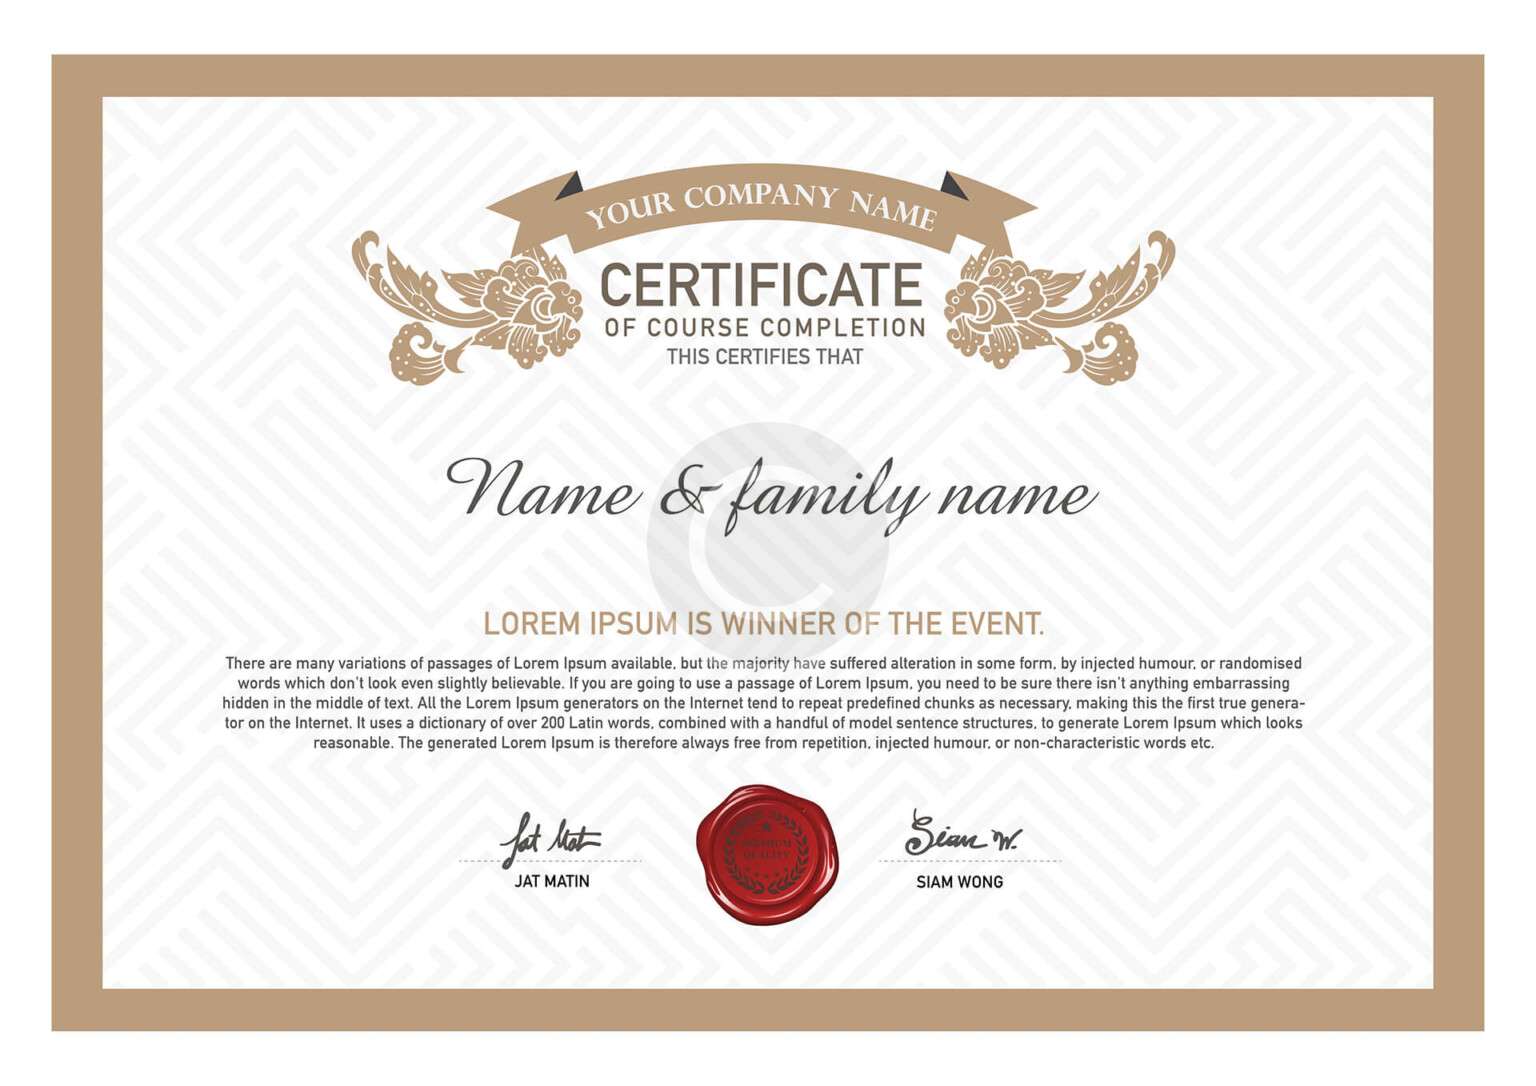 YOUR COMPANY NAME
CERTIFICATE
OF COURSE COMPLETION
THIS CERTIFIES THAT
Name & family name
LOREM IPSUM IS WINNER OF THE EVENT.
There are many variations of passages of Lorem Ipsum available, but the majority have suffered alteration in some form, by injected humour, or randomised
words which don't look even slightly believable. If you are going to use a passage of Lorem Ipsum, you need to be sure there isn't anything embarrassing
hidden in the middle of text. All the Lorem Ipsum generators on the Internet tend to repeat predefined chunks as necessary, making this the first true genera-
tor on the Internet. It uses a dictionary of over 200 Latin words, combined with a handful of model sentence structures, to generate Lorem Ipsum which looks
reasonable. The generated Lorem Ipsum is therefore always free from repetition, injected humour, or non-characteristic words etc.
Jat Matin
JAT MATIN
PREMIUM
QUALITY
Siam W.
SIAM WONG